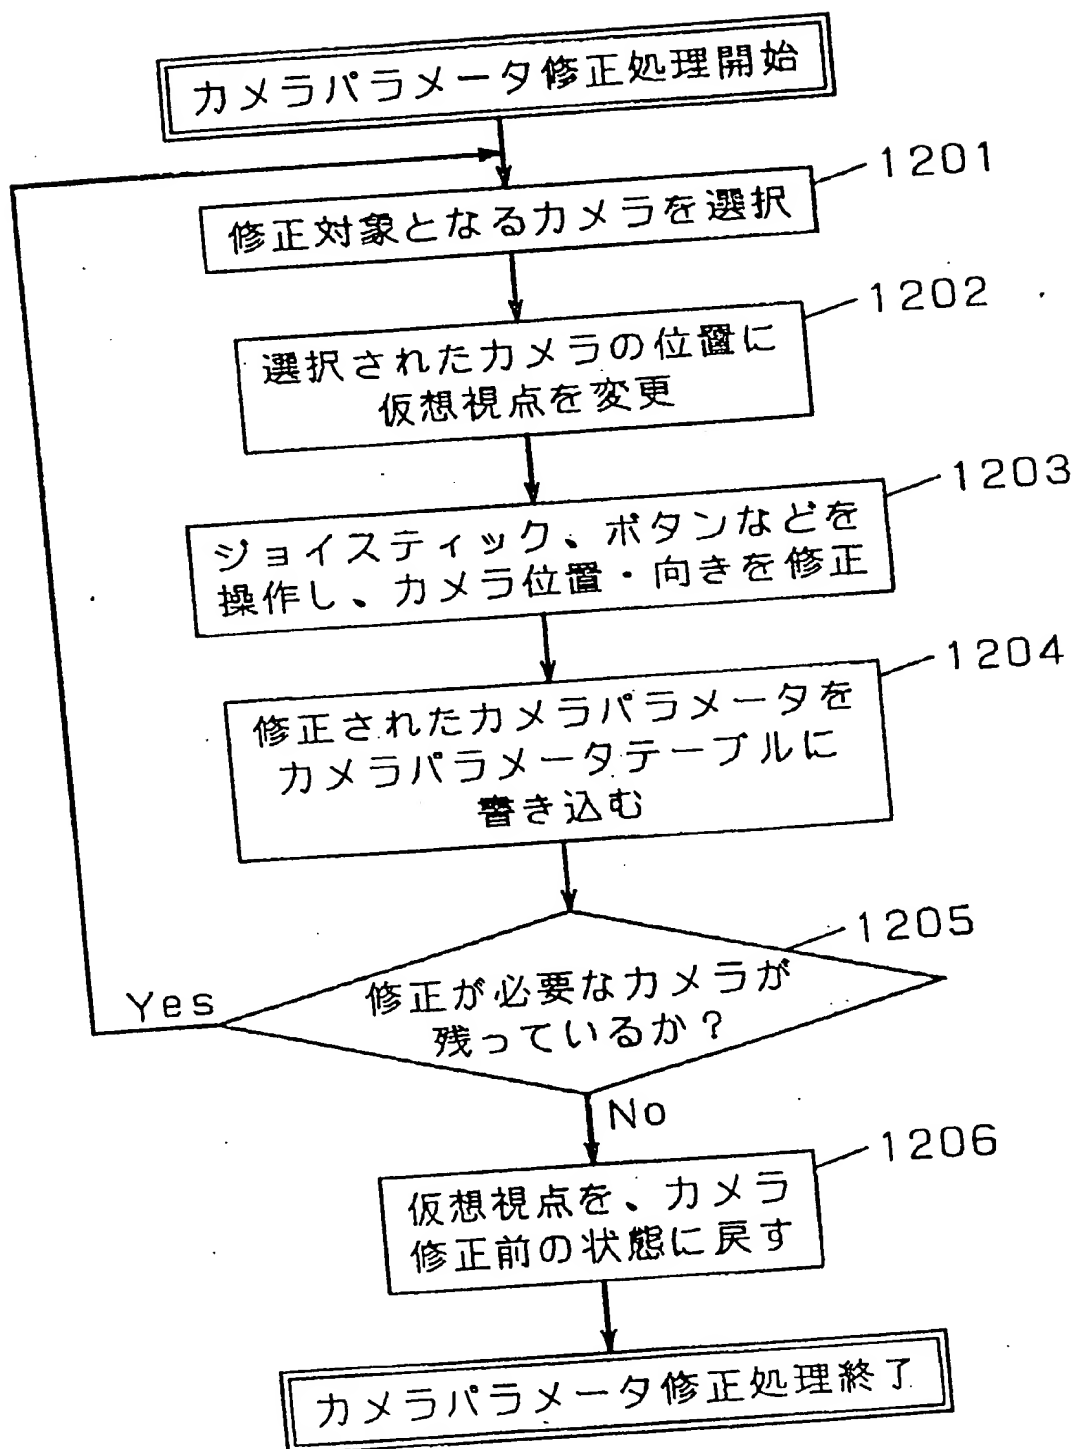 カメラパラメータ修正処理開始
1201
修正対象となるカメラを選択
1202
選択されたカメラの位置に
仮想視点を変更
1203
ジョイスティック、ボタンなどを
操作し、カメラ位置・向きを修正
1204
修正されたカメラパラメータを
カメラパラメータテーブルに
書き込む
1205
修正が必要なカメラが
残っているか?
Yes
No
1206
仮想視点を、カメラ
修正前の状態に戻す
カメラパラメータ修正処理終了